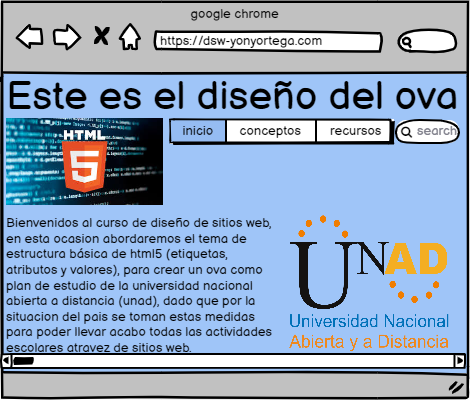 google chrome
https://dsw-yonyortega.com
Este es el diseño del ova
HTML
5
inicio conceptos recursos search
Bienvenidos al curso de diseño de sitios web,
en esta ocasion abordaremos el tema de
estructura básica de html5 (etiquetas,
atributos y valores), para crear un ova como
plan de estudio de la universidad nacional
abierta a distancia (unad), dado que por la
situacion del pais se toman estas medidas
para poder llevar acabo todas las actividades
escolares atravez de sitios web.
UNAD
Universidad Nacional
Abierta y a Distancia